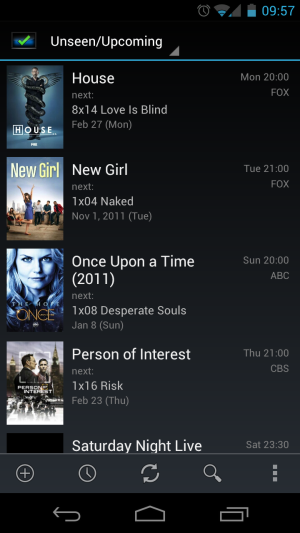 09:57
Unseen/Upcoming
House
Mon 20:00
next:
FOX
8x14 Love Is Blind
Feb 27 (Mon)
HOUSE
New Girl
Tue 21:00
next:
FOX
1x04 Naked
Nov 1, 2011 (Tue)
New Girl
Once Upon a Time
(2011)
Sun 20:00
ABC
next:
1x08 Desperate Souls
Jan 8 (Sun)
ONCE
Person of Interest
Thu 21:00
next:
CBS
1x16 Risk
Feb 23 (Thu)
PERSON OF
INTEREST
Saturday Night Live
Sat 23:30